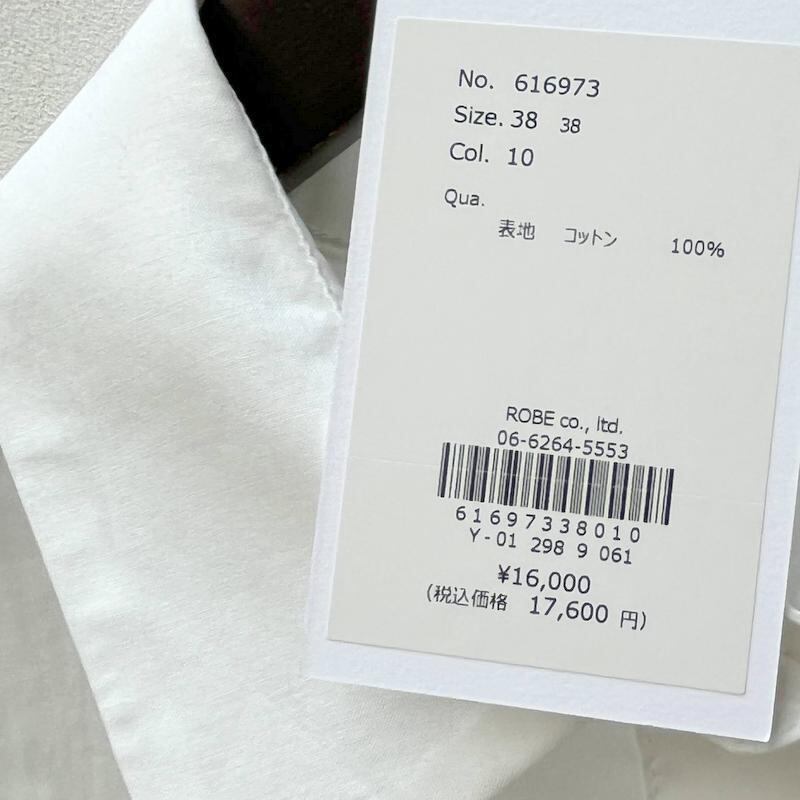 No. 616973
Size. 38 38
Col. 10
Qua.
表地 コットン 100%
ROBE co., ltd.
06-6264-5553
61697338010
Y-01 298 9 061
¥16,000
(税込価格 17,600 円)